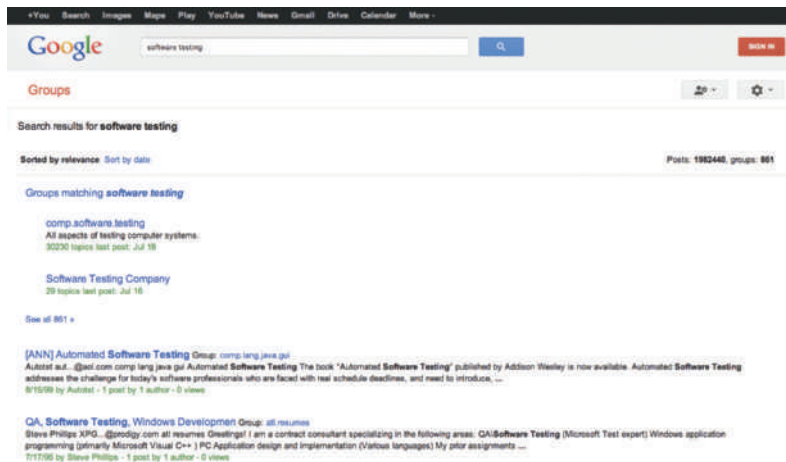 +You Search Images Maps Play YouTube News Gmail Drive Calendar More
Google software testing SIGN IN
Groups
Search results for software testing
Sorted by relevance Sort by date Posts: 1982440, groups: 861
Groups matching software testing
comp.software.testing
All aspects of testing computer systems.
30230 topics last post: Jul 18
Software Testing Company
29 topics last post: Jul 16
See all 861 »
[ANN] Automated Software Testing Group: comp.lang.java.gui
Autotst aut...@aol.com comp lang java gui Automated Software Testing The book "Automated Software Testing" published by Addison Wesley is now available. Automated Software Testing
addresses the challenge for today's software professionals who are faced with real schedule deadlines, and need to introduce, ...
8/15/99 by Autotst - 1 post by 1 author - 0 views
QA, Software Testing, Windows Developmen Group: alt.resumes
Steve Phillips XPG...@prodigy.com alt resumes Greetings! I am a contract consultant specializing in the following areas: QA\Software Testing (Microsoft Test expert) Windows application
programming (primarily Microsoft Visual C++ ) PC Application design and implementation (Various languages) My prior assignments ...
7/17/96 by Steve Phillips - 1 post by 1 author - 0 views